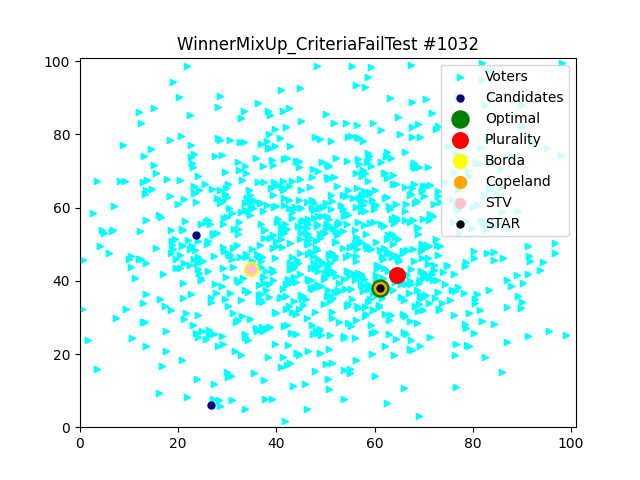 WinnerMixUp_CriteriaFailTest #1032
100
80
60
40
20
0
0 20 40 60 80 100
Voters
Candidates
Optimal
Plurality
Borda
Copeland
STV
STAR